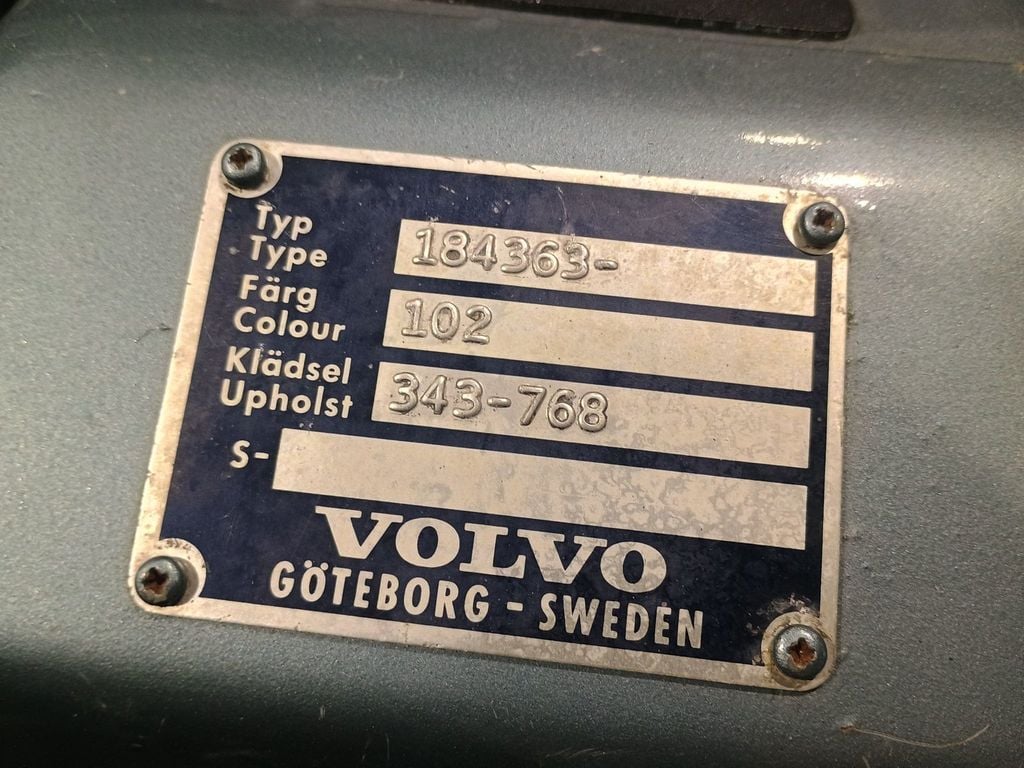 Typ
Type 184363-
Färg
Colour 102
Klädsel
Upholst 343-768
S-
VOLVO
GÖTEBORG - SWEDEN